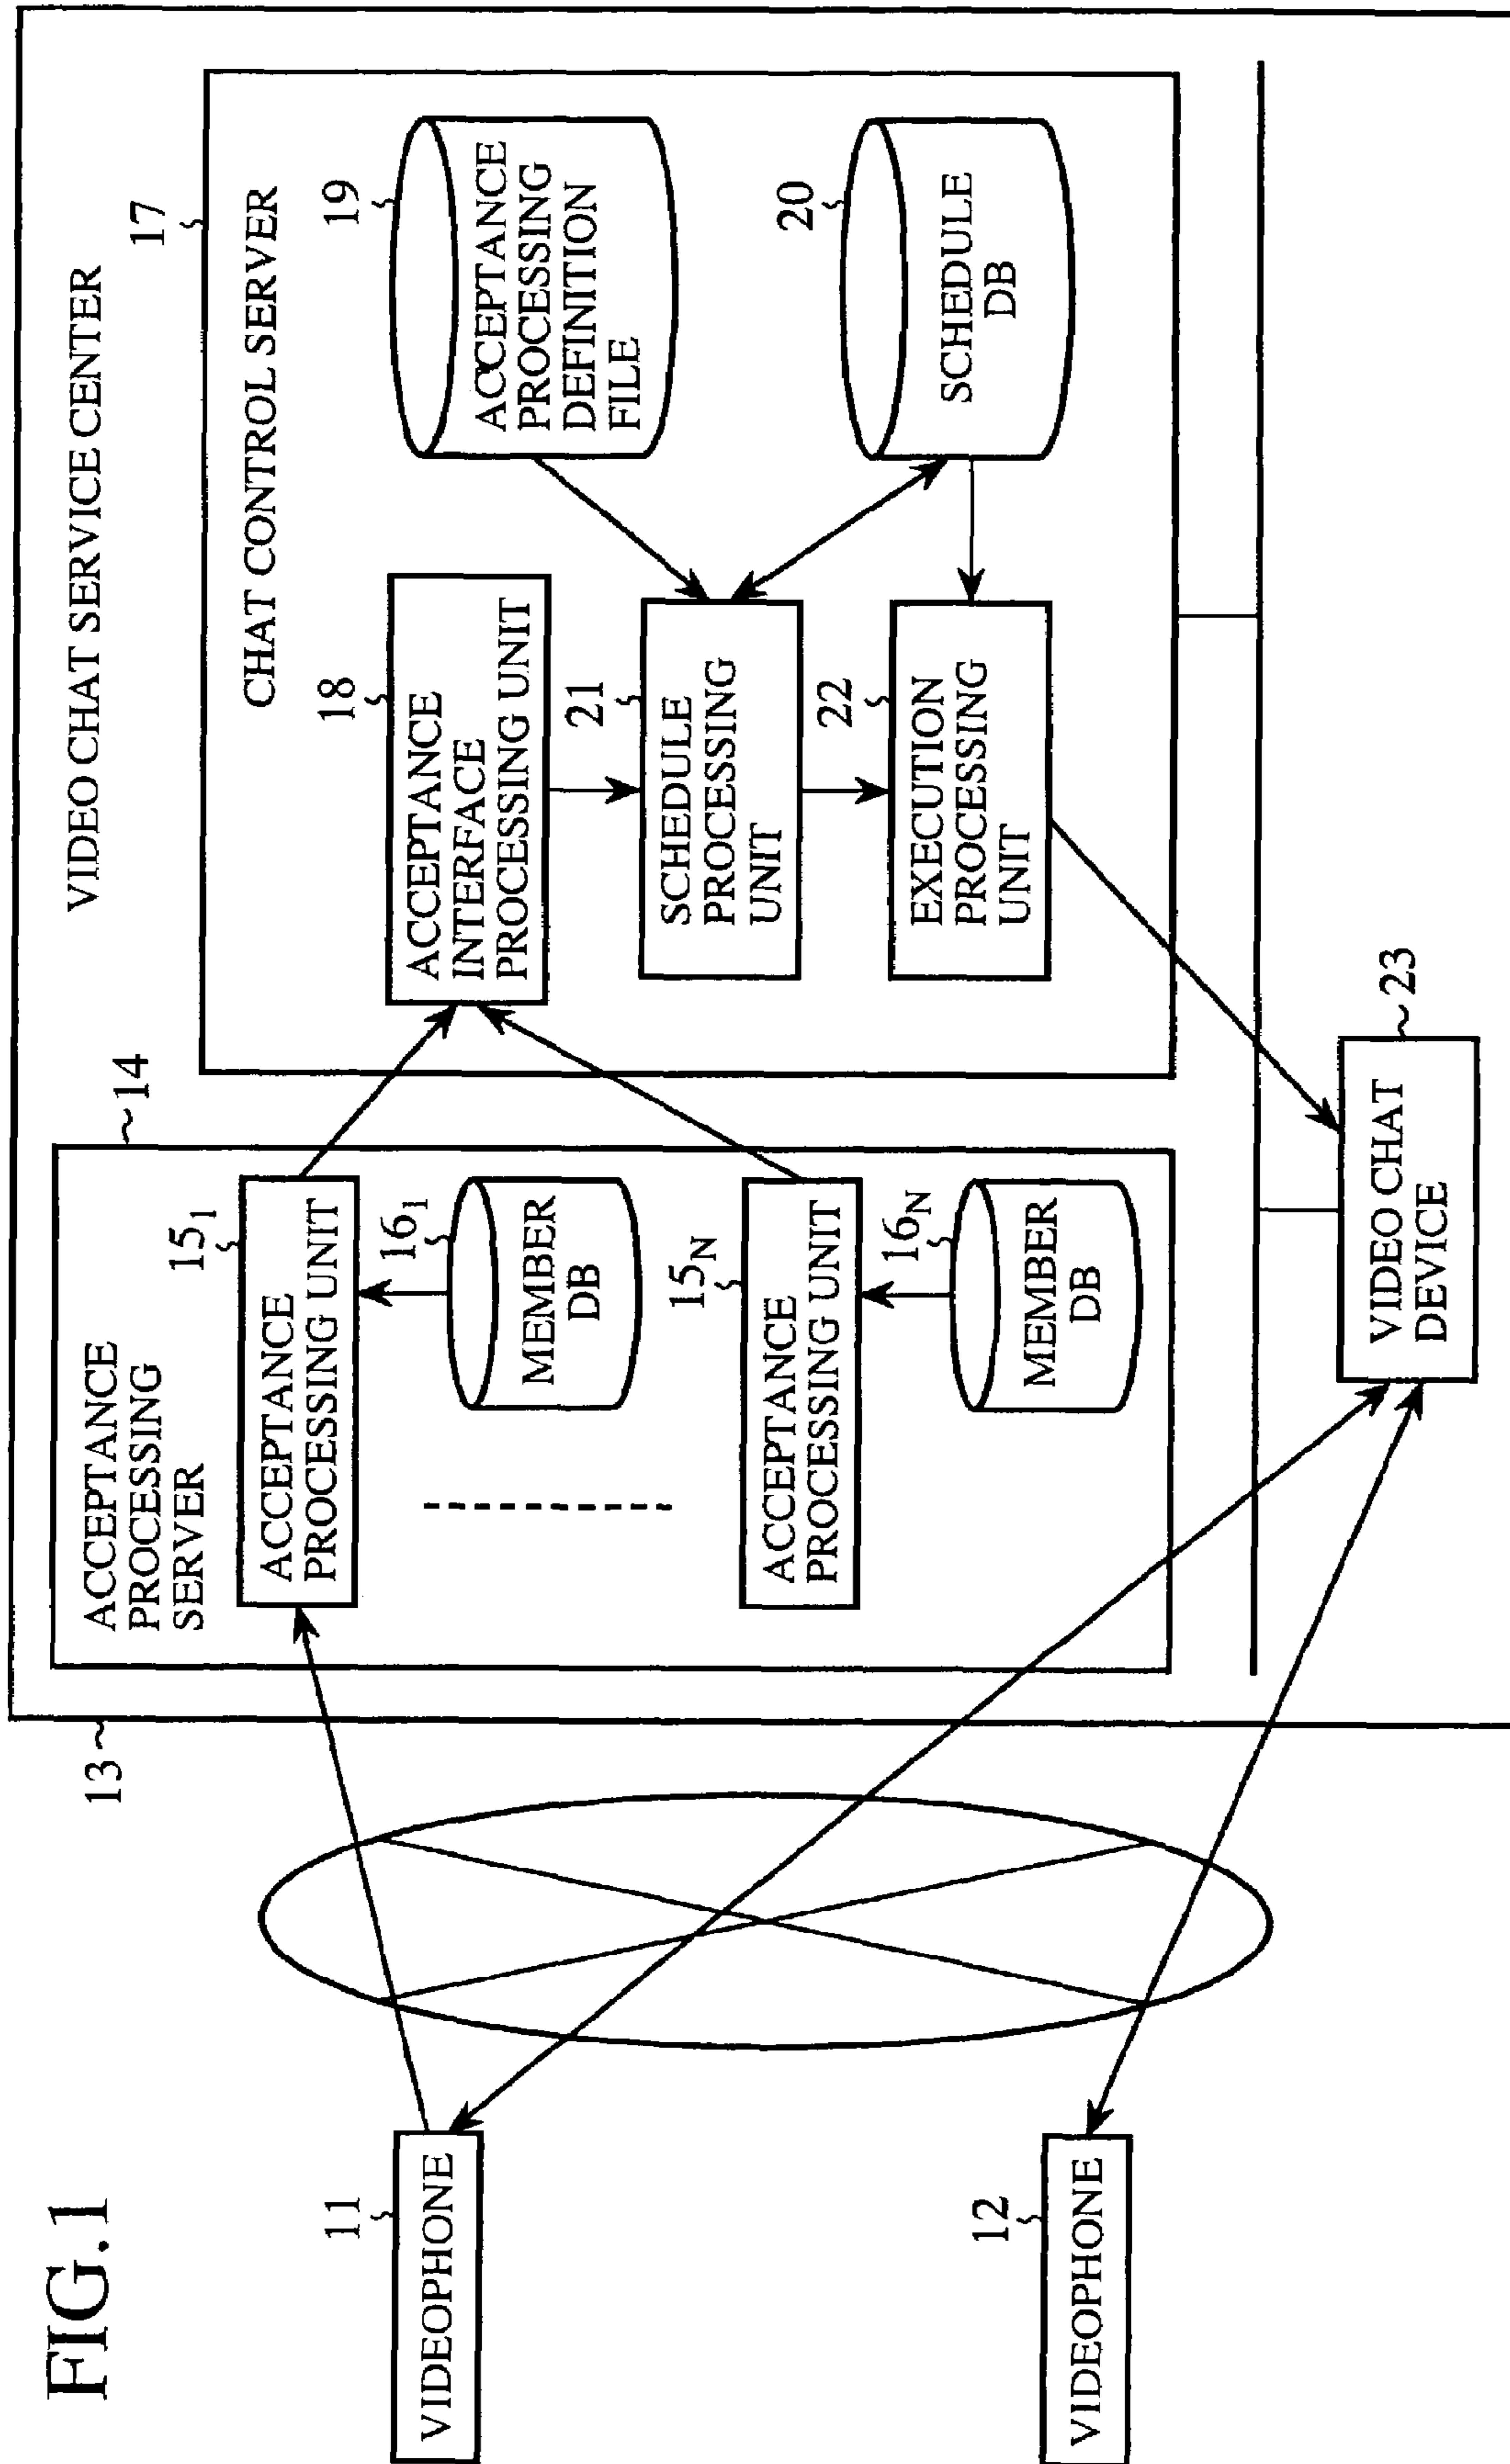 FIG.1
VIDEO CHAT SERVICE CENTER
13
14
ACCEPTANCE
PROCESSING
SERVER
15₁
ACCEPTANCE
PROCESSING UNIT
16₁
MEMBER
DB
15N
ACCEPTANCE
PROCESSING UNIT
16N
MEMBER
DB
17
CHAT CONTROL SERVER
18
ACCEPTANCE
INTERFACE
PROCESSING UNIT
19
ACCEPTANCE
PROCESSING
DEFINITION
FILE
21
SCHEDULE
PROCESSING
UNIT
20
SCHEDULE
DB
22
EXECUTION
PROCESSING
UNIT
11
VIDEOPHONE
12
VIDEOPHONE
23
VIDEO CHAT
DEVICE